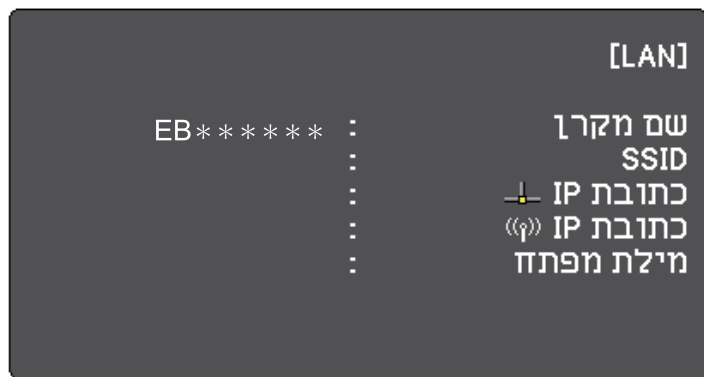 [LAN]
שם מקרן : EB∗∗∗∗∗∗
SSID :
כתובת IP :
כתובת IP :
מילת מפתח :